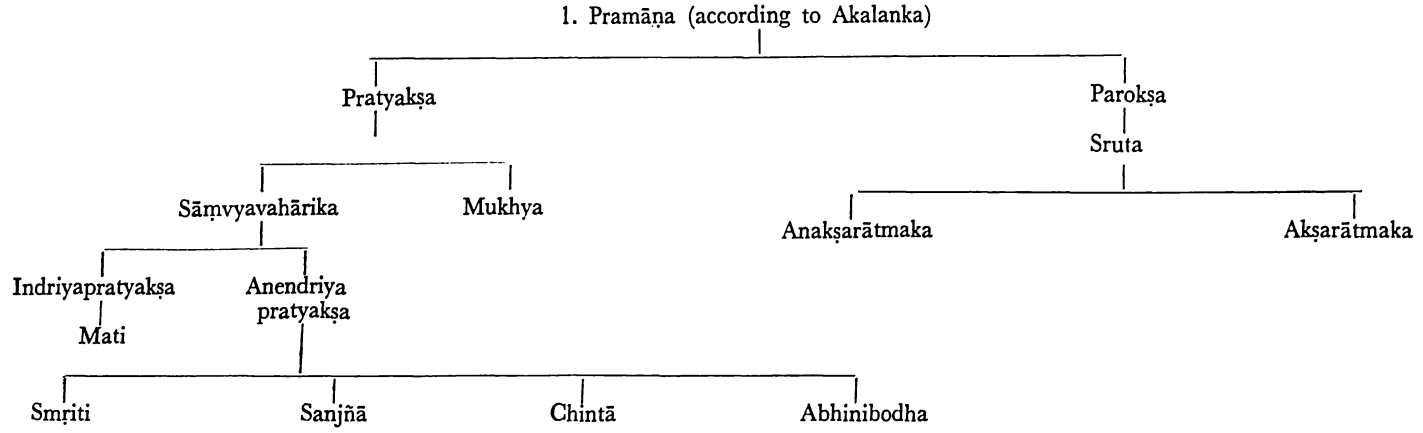 1. Pramāṇa (according to Akalanka)
Pratyakṣa
Parokṣa
Sruta
Sāṃvyavahārika
Mukhya
Anakṣarātmaka
Akṣarātmaka
Indriyapratyakṣa
Anendriya
pratyakṣa
Mati
Smṛiti
Sanjñā
Chintā
Abhinibodha